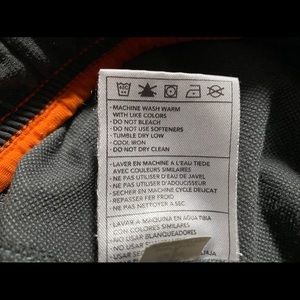 · MACHINE WASH WARM
WITH LIKE COLORS
· DO NOT BLEACH
· DO NOT USE SOFTENERS
· TUMBLE DRY LOW
· COOL IRON
· DO NOT DRY CLEAN
· LAVER EN MACHINE A L'EAU TIEDE
AVEC COULEURS SIMILAIRES
· NE PAS UTILISER D'EAU DE JAVEL
· NE PAS UTILISER D'ADOUCISSEUR
· SECHER EN MACHINE CYCLE DELICAT
· REPASSER FER FROID
· NE PAS NETTOYER A SEC
· LAVAR A MAQUINA EN AGUA TIBIA
CON COLORES SIMILARES
· NO USAR BLANQUEADORES
· NO USAR